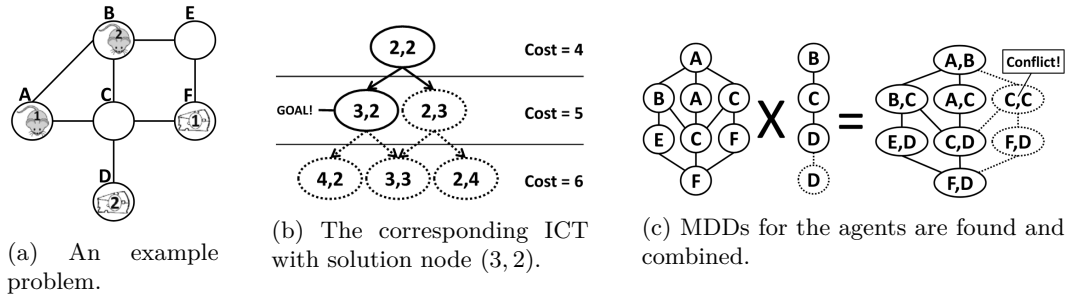 B
E
2
A
C
F
1
1
D
2
(a) An example
problem.
2,2
Cost = 4
GOAL!
3,2
2,3
Cost = 5
4,2
3,3
2,4
Cost = 6
(b) The corresponding ICT
with solution node (3, 2).
A
B
A
C
E
C
F
F
X
B
C
D
D
=
A,B
Conflict!
B,C
A,C
C,C
E,D
C,D
F,D
F,D
(c) MDDs for the agents are found and
combined.